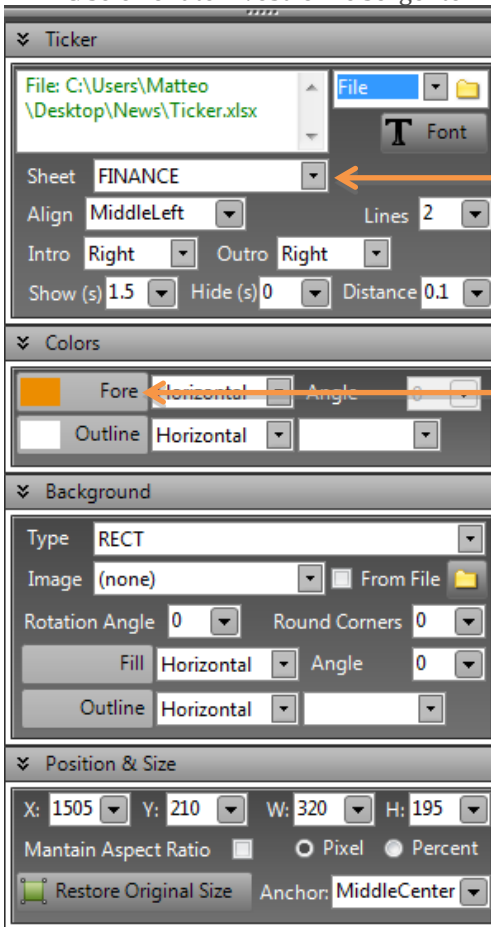 Ticker
File: C:\Users\Matteo
\Desktop\News\Ticker.xlsx
File
T Font
Sheet FINANCE
Align MiddleLeft Lines 2
Intro Right Outro Right
Show (s) 1.5 Hide (s) 0 Distance 0.1
Colors
Fore Horizontal Angle 0
Outline Horizontal
Background
Type RECT
Image (none) From File
Rotation Angle 0 Round Corners 0
Fill Horizontal Angle 0
Outline Horizontal
Position & Size
X: 1505 Y: 210 W: 320 H: 195
Mantain Aspect Ratio Pixel Percent
Restore Original Size Anchor: MiddleCenter